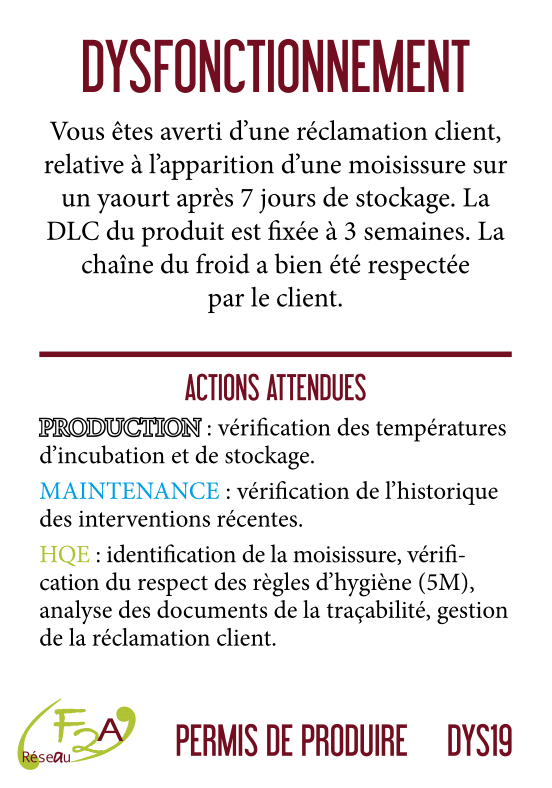 DYSFONCTIONNEMENT
Vous êtes averti d’une réclamation client,
relative à l’apparition d’une moisissure sur
un yaourt après 7 jours de stockage. La
DLC du produit est fixée à 3 semaines. La
chaîne du froid a bien été respectée
par le client.
ACTIONS ATTENDUES
PRODUCTION : vérification des températures
d’incubation et de stockage.
MAINTENANCE : vérification de l’historique
des interventions récentes.
HQE : identification de la moisissure, vérifi-
cation du respect des règles d’hygiène (5M),
analyse des documents de la traçabilité, gestion
de la réclamation client.
F2A
Réseau
PERMIS DE PRODUIRE DYS19